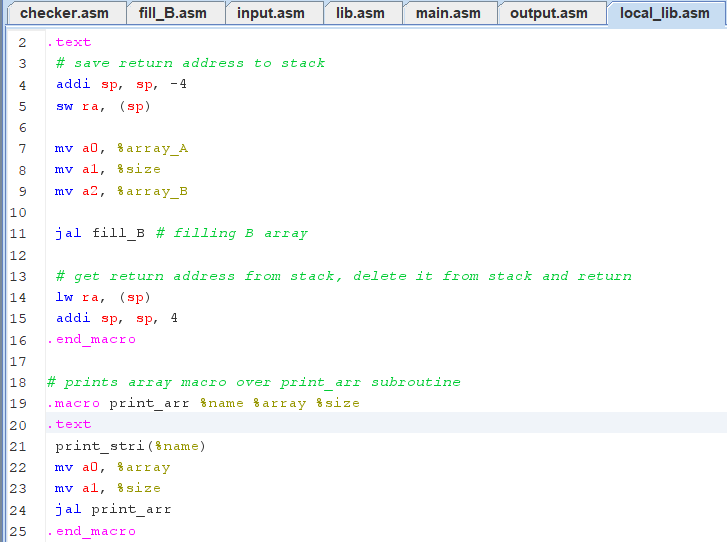 checker.asm fill_B.asm input.asm lib.asm main.asm output.asm local_lib.asm
2 .text
3 # save return address to stack
4 addi sp, sp, -4
5 sw ra, (sp)
6
7 mv a0, %array_A
8 mv a1, %size
9 mv a2, %array_B
10
11 jal fill_B # filling B array
12
13 # get return address from stack, delete it from stack and return
14 lw ra, (sp)
15 addi sp, sp, 4
16 .end_macro
17
18 # prints array macro over print_arr subroutine
19 .macro print_arr %name %array %size
20 .text
21 print_stri(%name)
22 mv a0, %array
23 mv a1, %size
24 jal print_arr
25 .end_macro